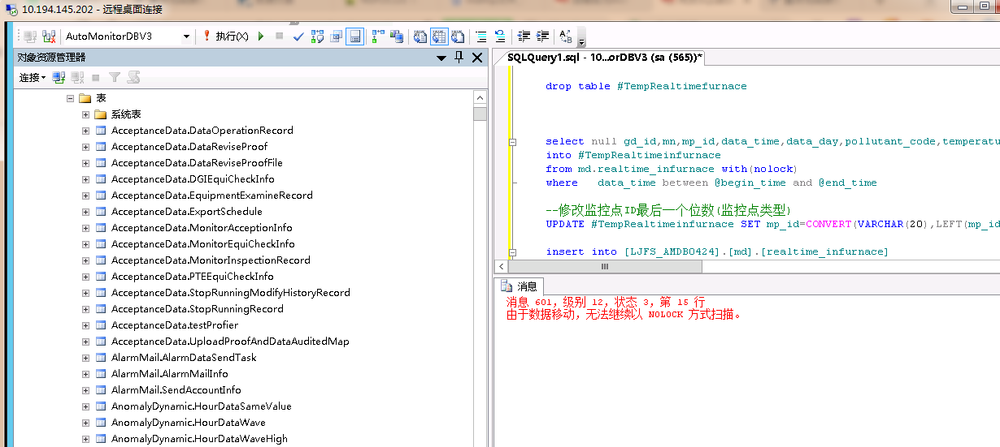 10.194.145.202 - 远程桌面连接
AutoMonitorDBV3
执行(X)
对象资源管理器
连接
表
系统表
AcceptanceData.DataOperationRecord
AcceptanceData.DataReviseProof
AcceptanceData.DataReviseProofFile
AcceptanceData.DGIEquiCheckInfo
AcceptanceData.EquipmentExamineRecord
AcceptanceData.ExportSchedule
AcceptanceData.MonitorAcceptionInfo
AcceptanceData.MonitorEquiCheckInfo
AcceptanceData.MonitorInspectionRecord
AcceptanceData.PTEEquiCheckInfo
AcceptanceData.StopRunningModifyHistoryRecord
AcceptanceData.StopRunningRecord
AcceptanceData.testProfier
AcceptanceData.UploadProofAndDataAuditedMap
AlarmMail.AlarmDataSendTask
AlarmMail.AlarmMailInfo
AlarmMail.SendAccountInfo
AnomalyDynamic.HourDataSameValue
AnomalyDynamic.HourDataWave
AnomalyDynamic.HourDataWaveHigh
SQLQuery1.sql - 10...orDBV3 (sa (565))*
drop table #TempRealtimefurnace
select null gd_id,mn,mp_id,data_time,data_day,pollutant_code,temperatu
into #TempRealtimeinfurnace
from md.realtime_infurnace with(nolock)
where data_time between @begin_time and @end_time
--修改监控点ID最后一个位数(监控点类型)
UPDATE #TempRealtimeinfurnace SET mp_id=CONVERT(VARCHAR(20),LEFT(mp_id
insert into [LJFS_AMDB0424].[md].[realtime_infurnace]
消息
消息 601，级别 12，状态 3，第 15 行
由于数据移动，无法继续以 NOLOCK 方式扫描。